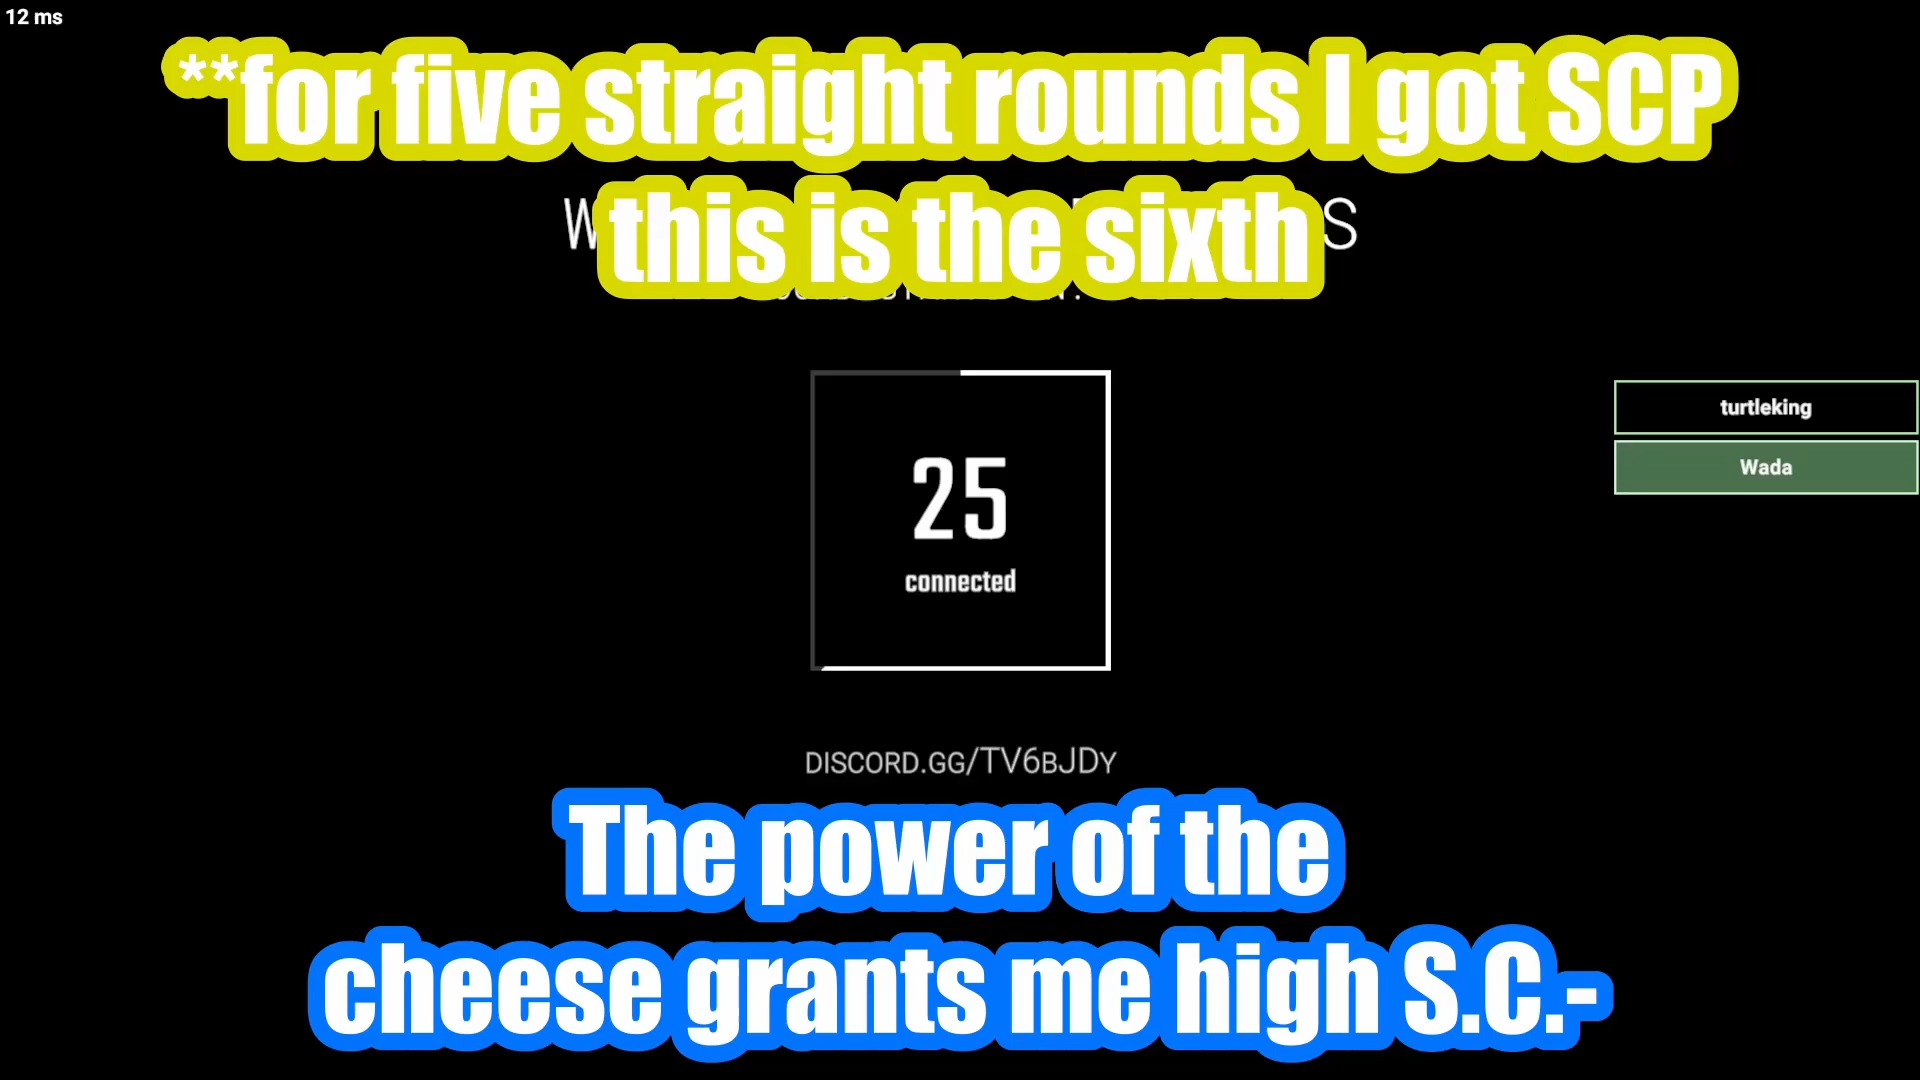 12 ms
**for five straight rounds I got SCP
this is the sixth
25
connected
turtleking
Wada
DISCORD.GG/TV6BJDY
The power of the
cheese grants me high S.C.-